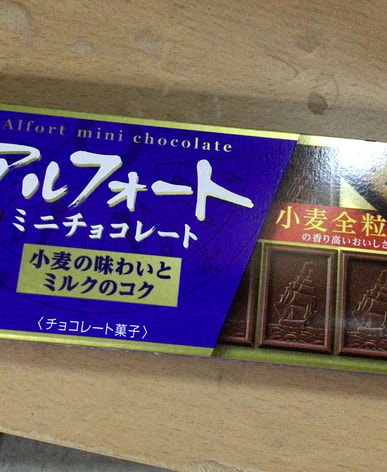 Alfort mini chocolate
アルフォート
ミニチョコレート
小麦の味わいと
ミルクのコク
〈チョコレート菓子〉
小麦全粒
の香り高いおいしさ